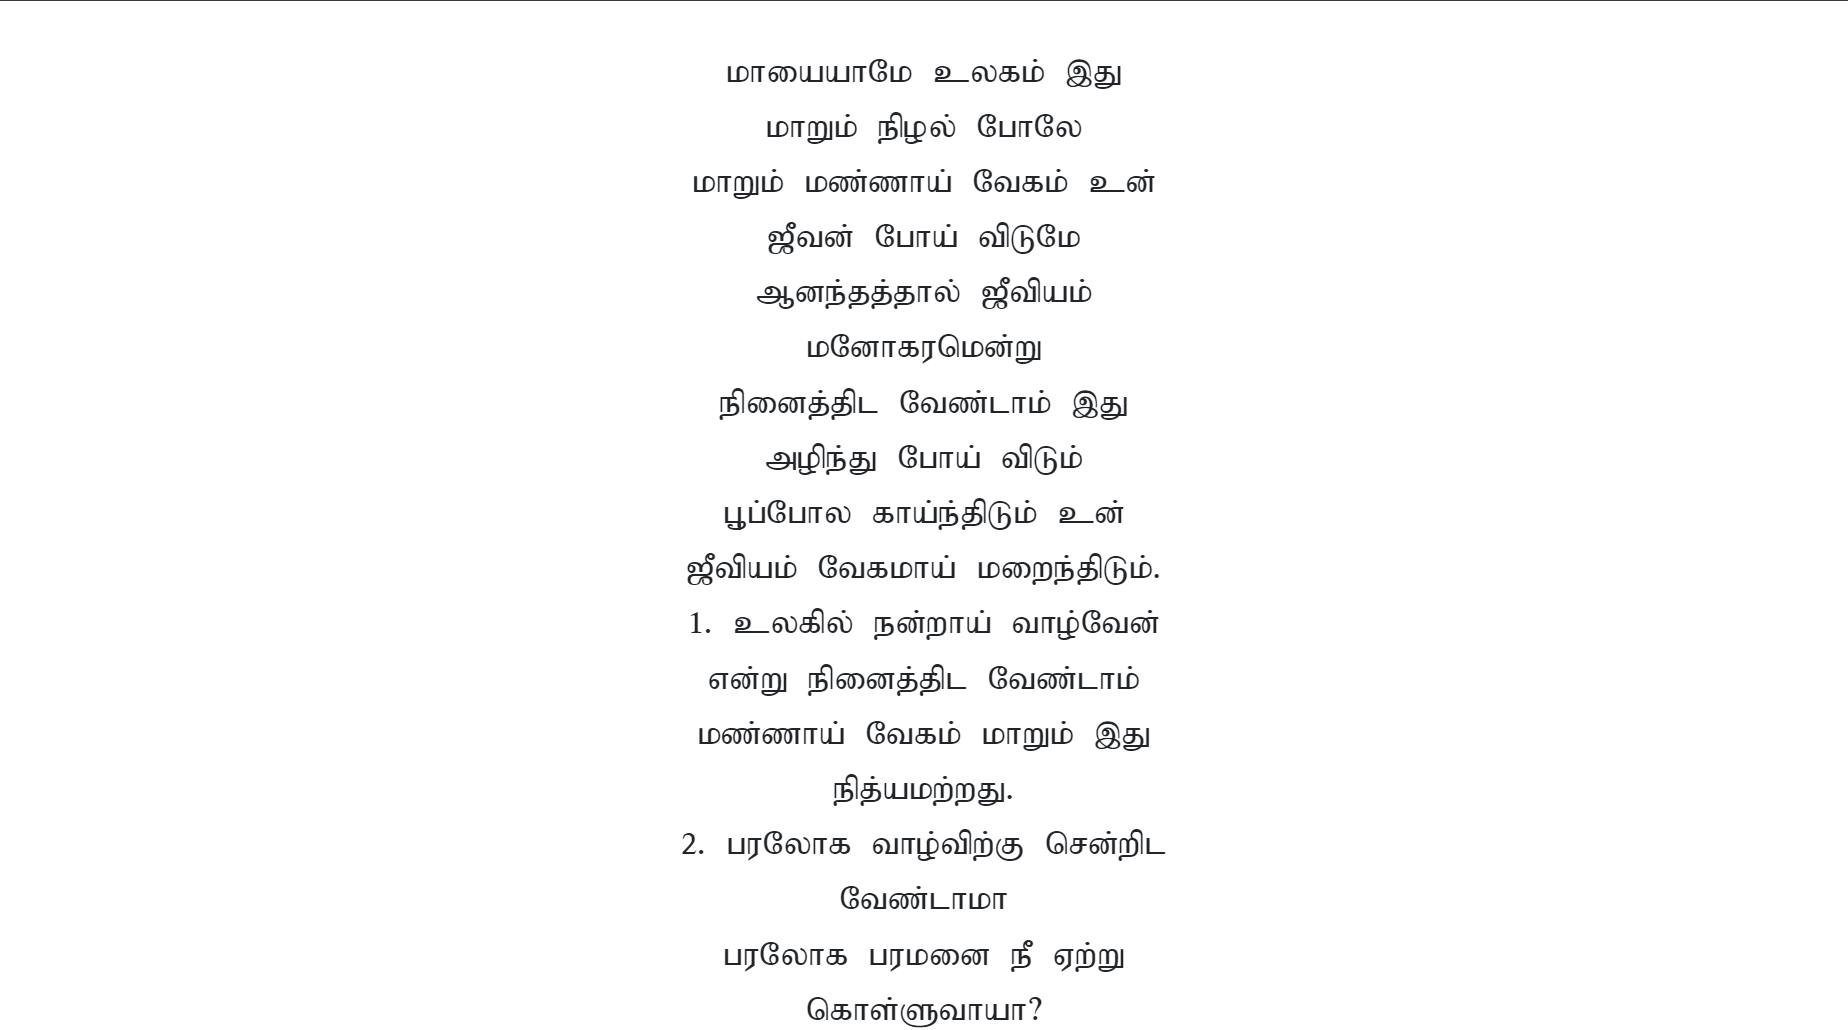 மாயையாமே உலகம் இது
மாறும் நிழல் போலே
மாறும் மண்ணாய் வேகம் உன்
ஜீவன் போய் விடுமே
ஆனந்தத்தால் ஜீவியம்
மனோகரமென்று
நினைத்திட வேண்டாம் இது
அழிந்து போய் விடும்
பூப்போல காய்ந்திடும் உன்
ஜீவியம் வேகமாய் மறைந்திடும்.
1. உலகில் நன்றாய் வாழ்வேன்
என்று நினைத்திட வேண்டாம்
மண்ணாய் வேகம் மாறும் இது
நித்யமற்றது.
2. பரலோக வாழ்விற்கு சென்றிட
வேண்டாமா
பரலோக பரமனை நீ ஏற்று
கொள்ளுவாயா?